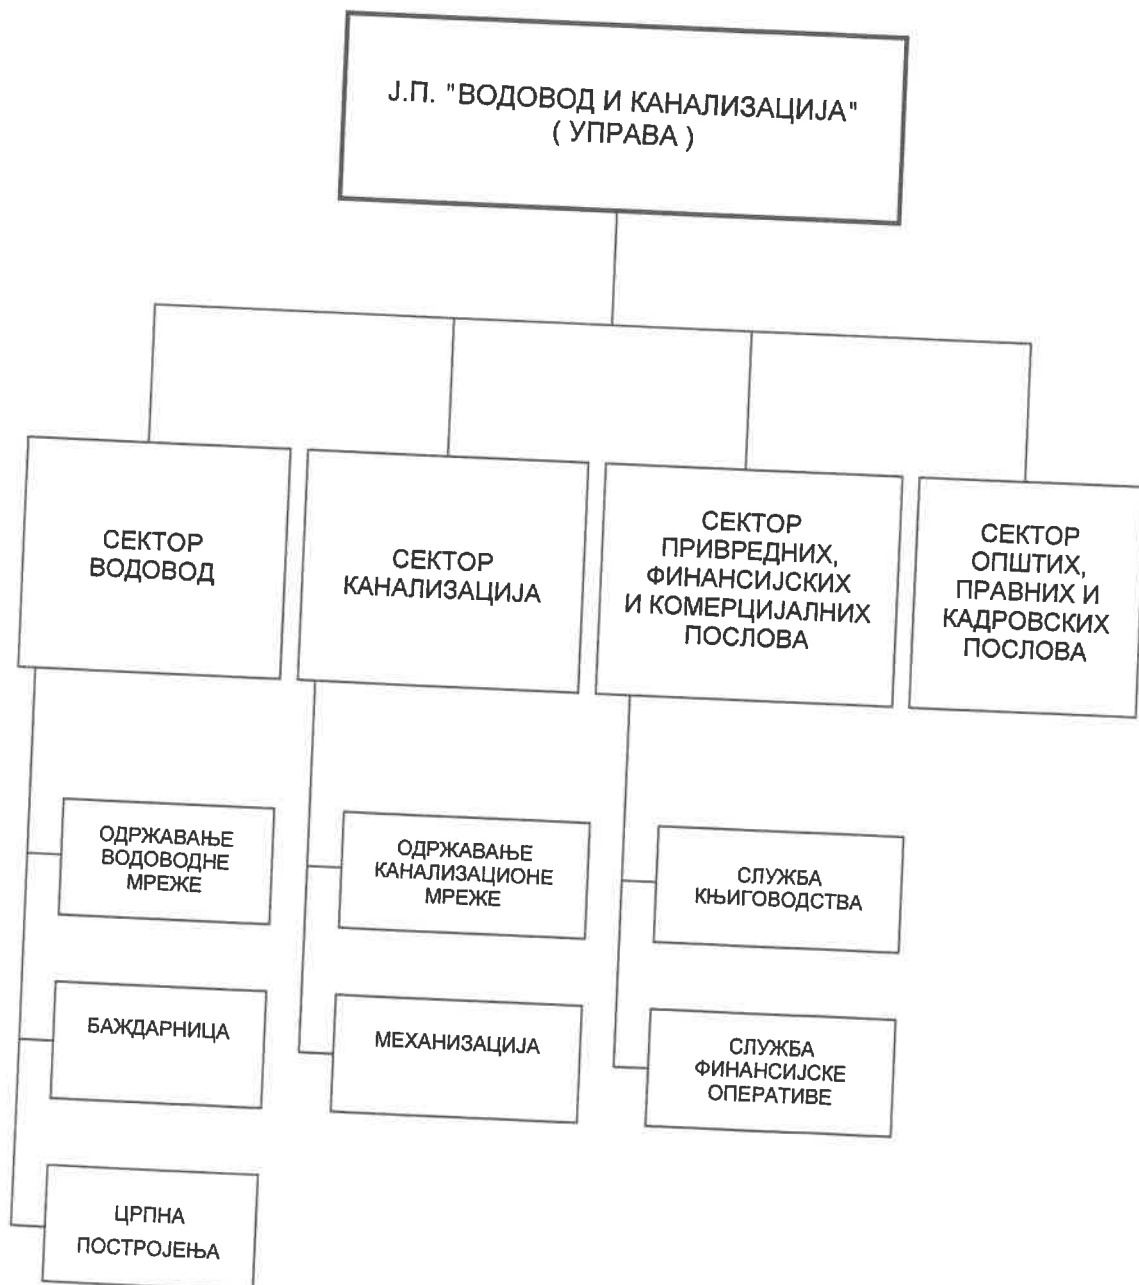 Ј.П. "ВОДОВОД И КАНАЛИЗАЦИЈА"
( УПРАВА )
СЕКТОР
ВОДОВОД
СЕКТОР
КАНАЛИЗАЦИЈА
СЕКТОР
ПРИВРЕДНИХ,
ФИНАНСИЈСКИХ
И КОМЕРЦИЈАЛНИХ
ПОСЛОВА
СЕКТОР
ОПШТИХ,
ПРАВНИХ И
КАДРОВСКИХ
ПОСЛОВА
ОДРЖАВАЊЕ
ВОДОВОДНЕ
МРЕЖЕ
ОДРЖАВАЊЕ
КАНАЛИЗАЦИОНЕ
МРЕЖЕ
СЛУЖБА
КЊИГОВОДСТВА
БАЖДАРНИЦА
МЕХАНИЗАЦИЈА
СЛУЖБА
ФИНАНСИЈСКЕ
ОПЕРАТИВЕ
ЦРПНА
ПОСТРОЈЕЊА